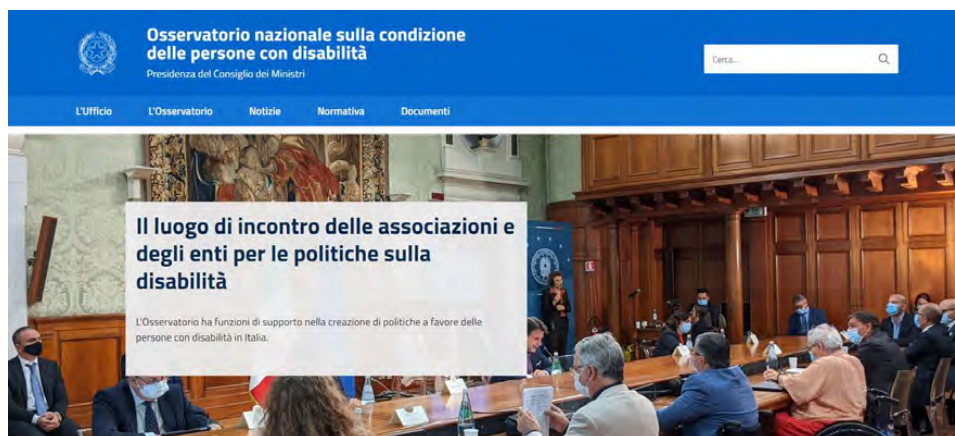 Osservatorio nazionale sulla condizione
delle persone con disabilità
Presidenza del Consiglio dei Ministri
Cerca...
L'Ufficio
L'Osservatorio
Notizie
Normativa
Documenti
Il luogo di incontro delle associazioni e
degli enti per le politiche sulla
disabilità
L'Osservatorio ha funzioni di supporto nella creazione di politiche a favore delle
persone con disabilità in Italia.